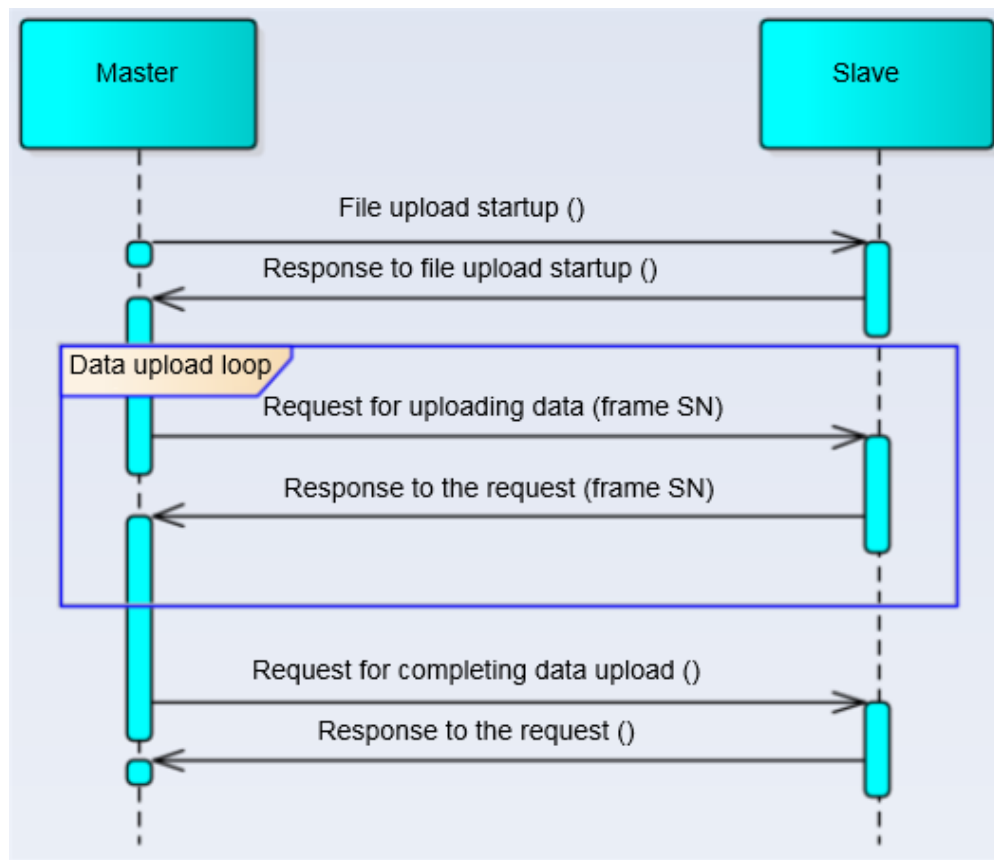 Master
Slave
File upload startup ()
Response to file upload startup ()
Data upload loop
Request for uploading data (frame SN)
Response to the request (frame SN)
Request for completing data upload ()
Response to the request ()